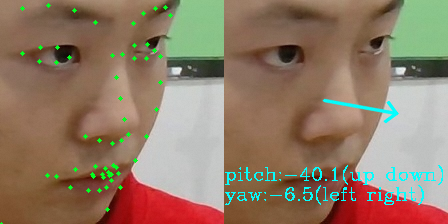 pitch:-40.1(up down)
yaw:-6.5(left right)